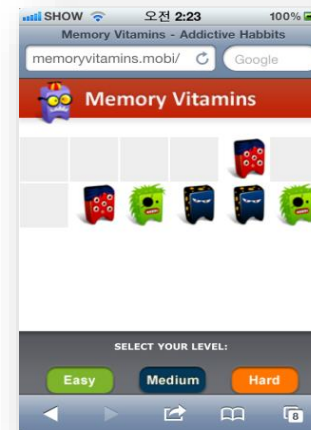 SHOW 오전 2:23 100%
Memory Vitamins - Addictive Habbits
memoryvitamins.mobi/ Google
Memory Vitamins
SELECT YOUR LEVEL:
Easy Medium Hard
8